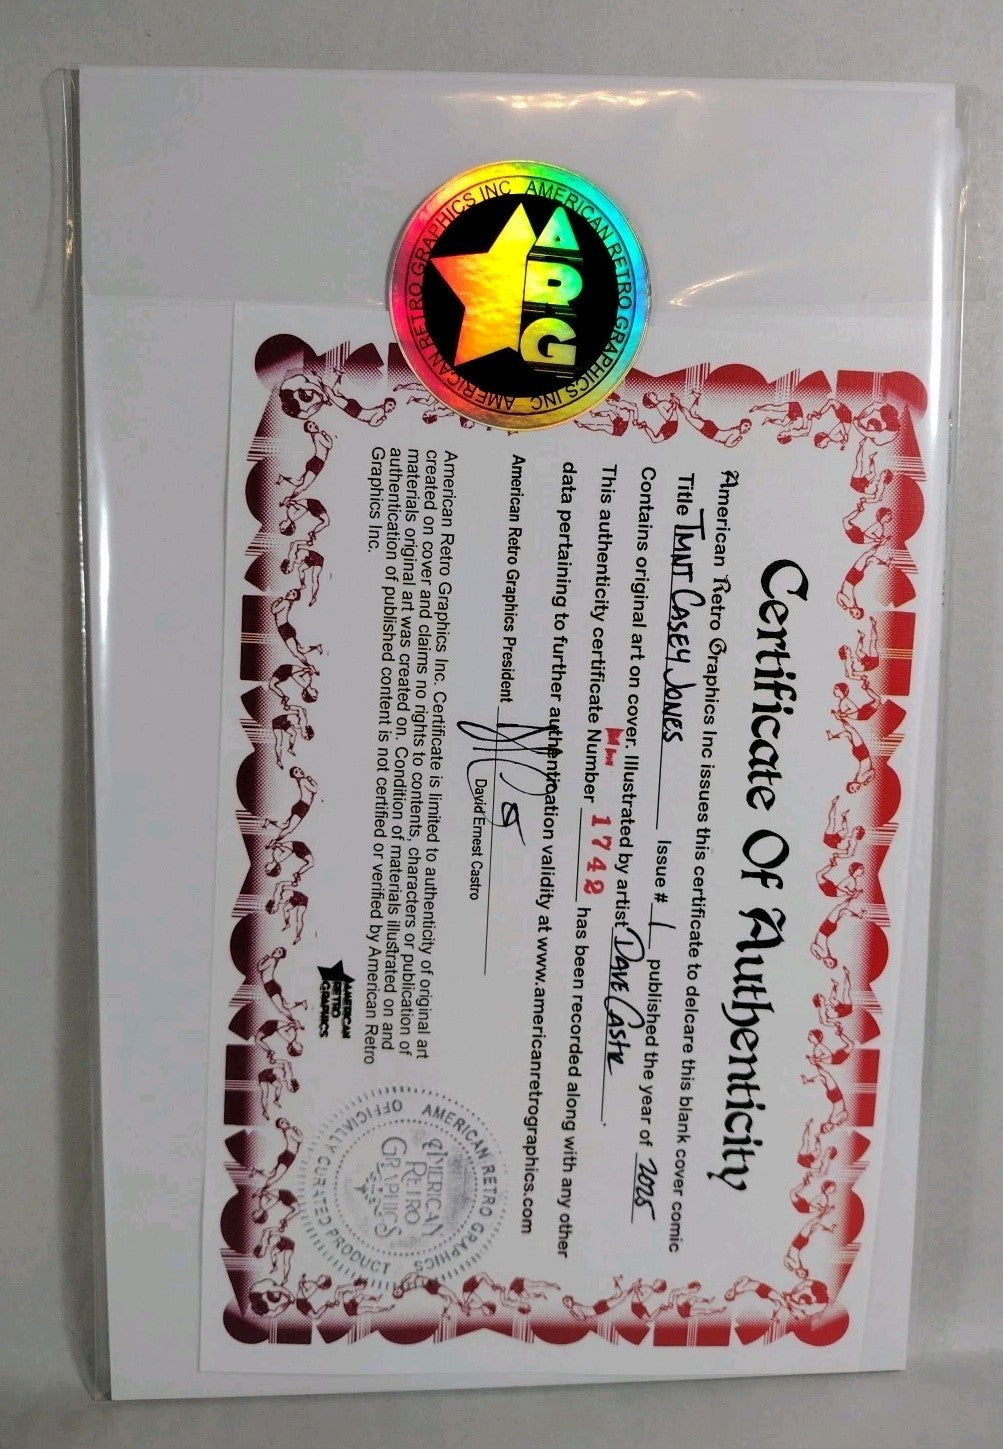 AMERICAN RETRO GRAPHICS INC AMERICAN RETRO GRAPHICS INC
ARG
Certificate Of Authenticity
American Retro Graphics Inc issues this certificate to delcare this blank cover comic
Title TMNT Casey Jones Issue # 1 published the year of 2025
Contains original art on cover. Illustrated by artist Dave Castr.
This authenticity certificate Number 1742 has been recorded along with any other
data pertaining to further authentication validity at www.americanretrographics.com
American Retro Graphics President
David Ernest Castro
American Retro Graphics Inc. Certificate is limited to authenticity of original art
created on cover and claims no rights to contents, characters or publication of
materials original art was created on. Condition of materials illustrated on and
authentication of published content is not certified or verified by American Retro
Graphics Inc.
AMERICAN
RETRO
GRAPHICS
AMERICAN RETRO GRAPHICS
OFFICIALLY CURATED PRODUCT
AMERICAN
RETRO
GRAPHICS